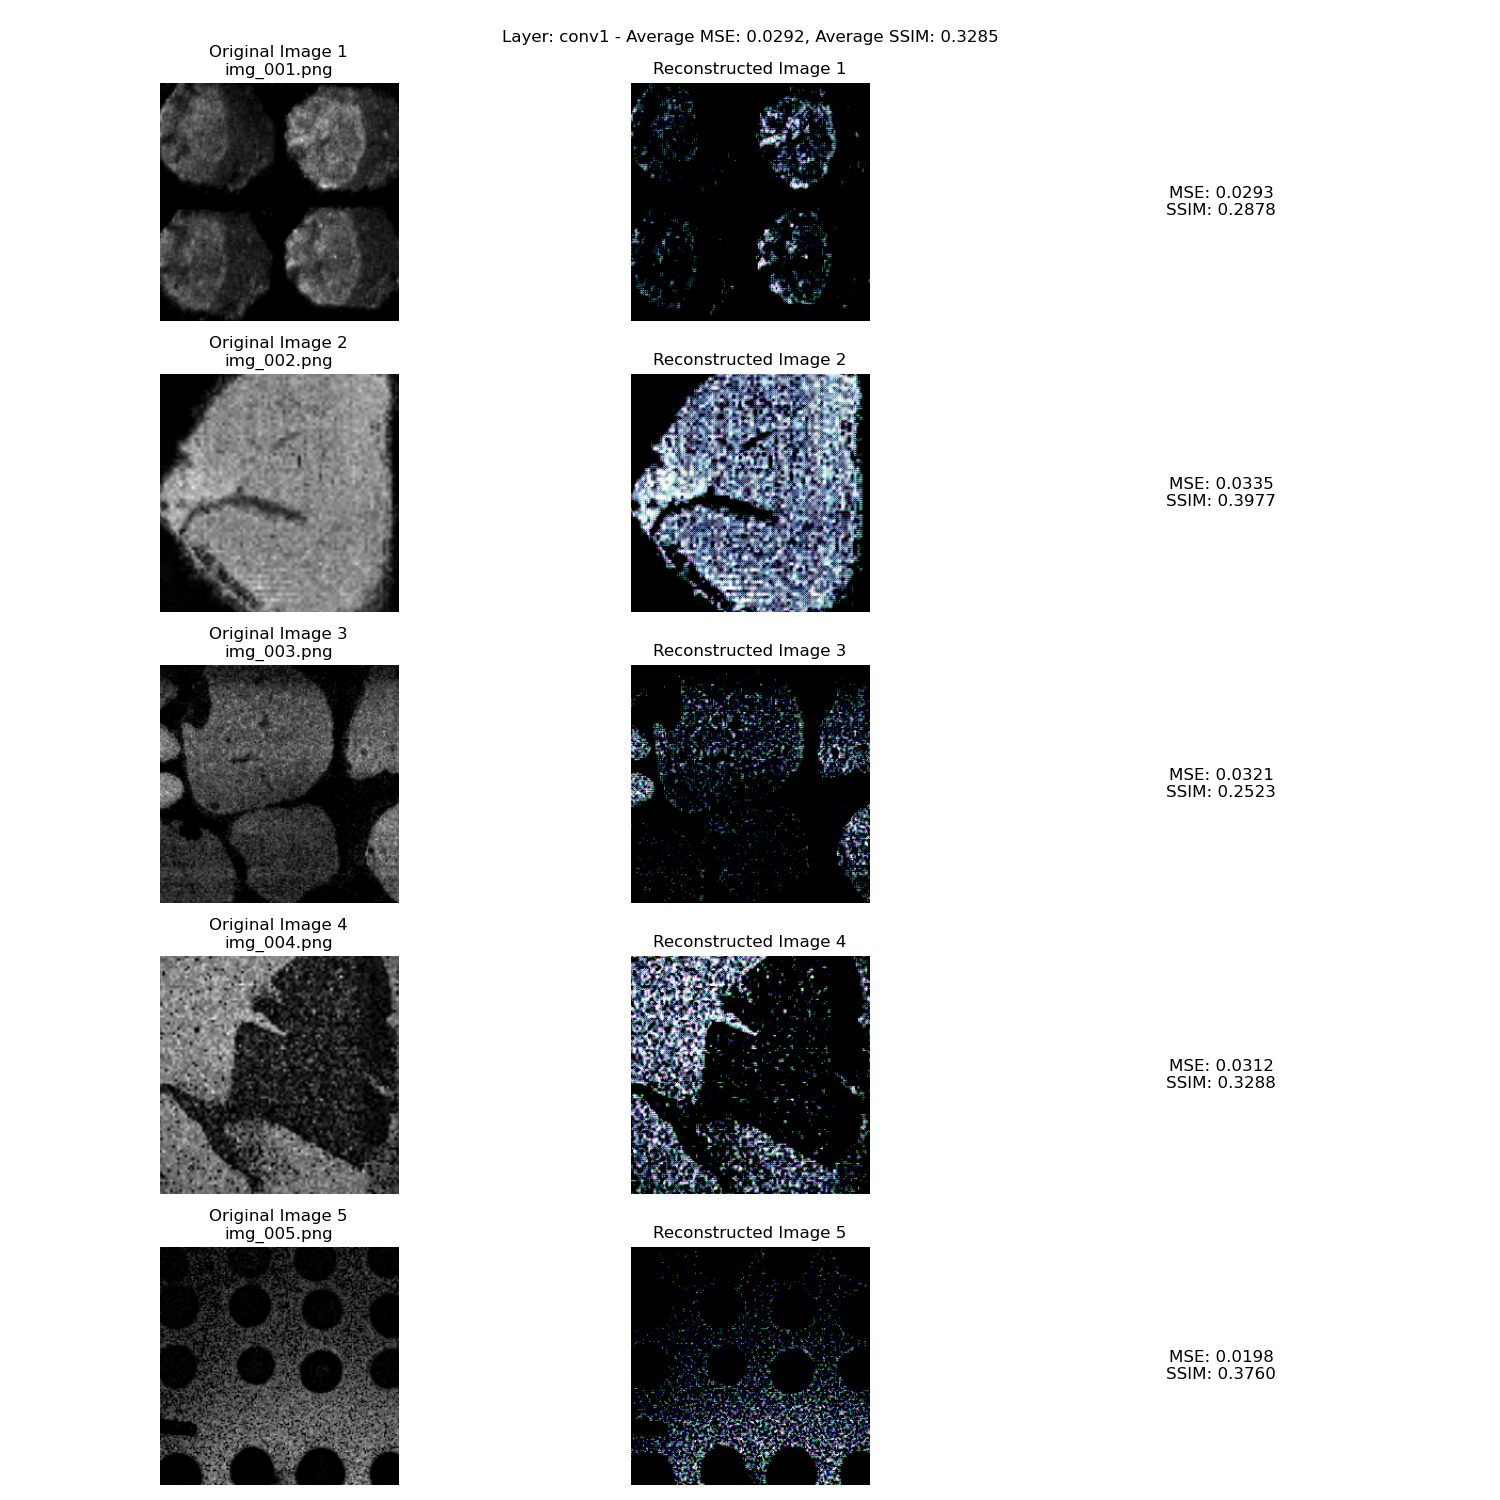 Layer: conv1 - Average MSE: 0.0292, Average SSIM: 0.3285
Original Image 1
img_001.png
Reconstructed Image 1
MSE: 0.0293
SSIM: 0.2878
Original Image 2
img_002.png
Reconstructed Image 2
MSE: 0.0335
SSIM: 0.3977
Original Image 3
img_003.png
Reconstructed Image 3
MSE: 0.0321
SSIM: 0.2523
Original Image 4
img_004.png
Reconstructed Image 4
MSE: 0.0312
SSIM: 0.3288
Original Image 5
img_005.png
Reconstructed Image 5
MSE: 0.0198
SSIM: 0.3760